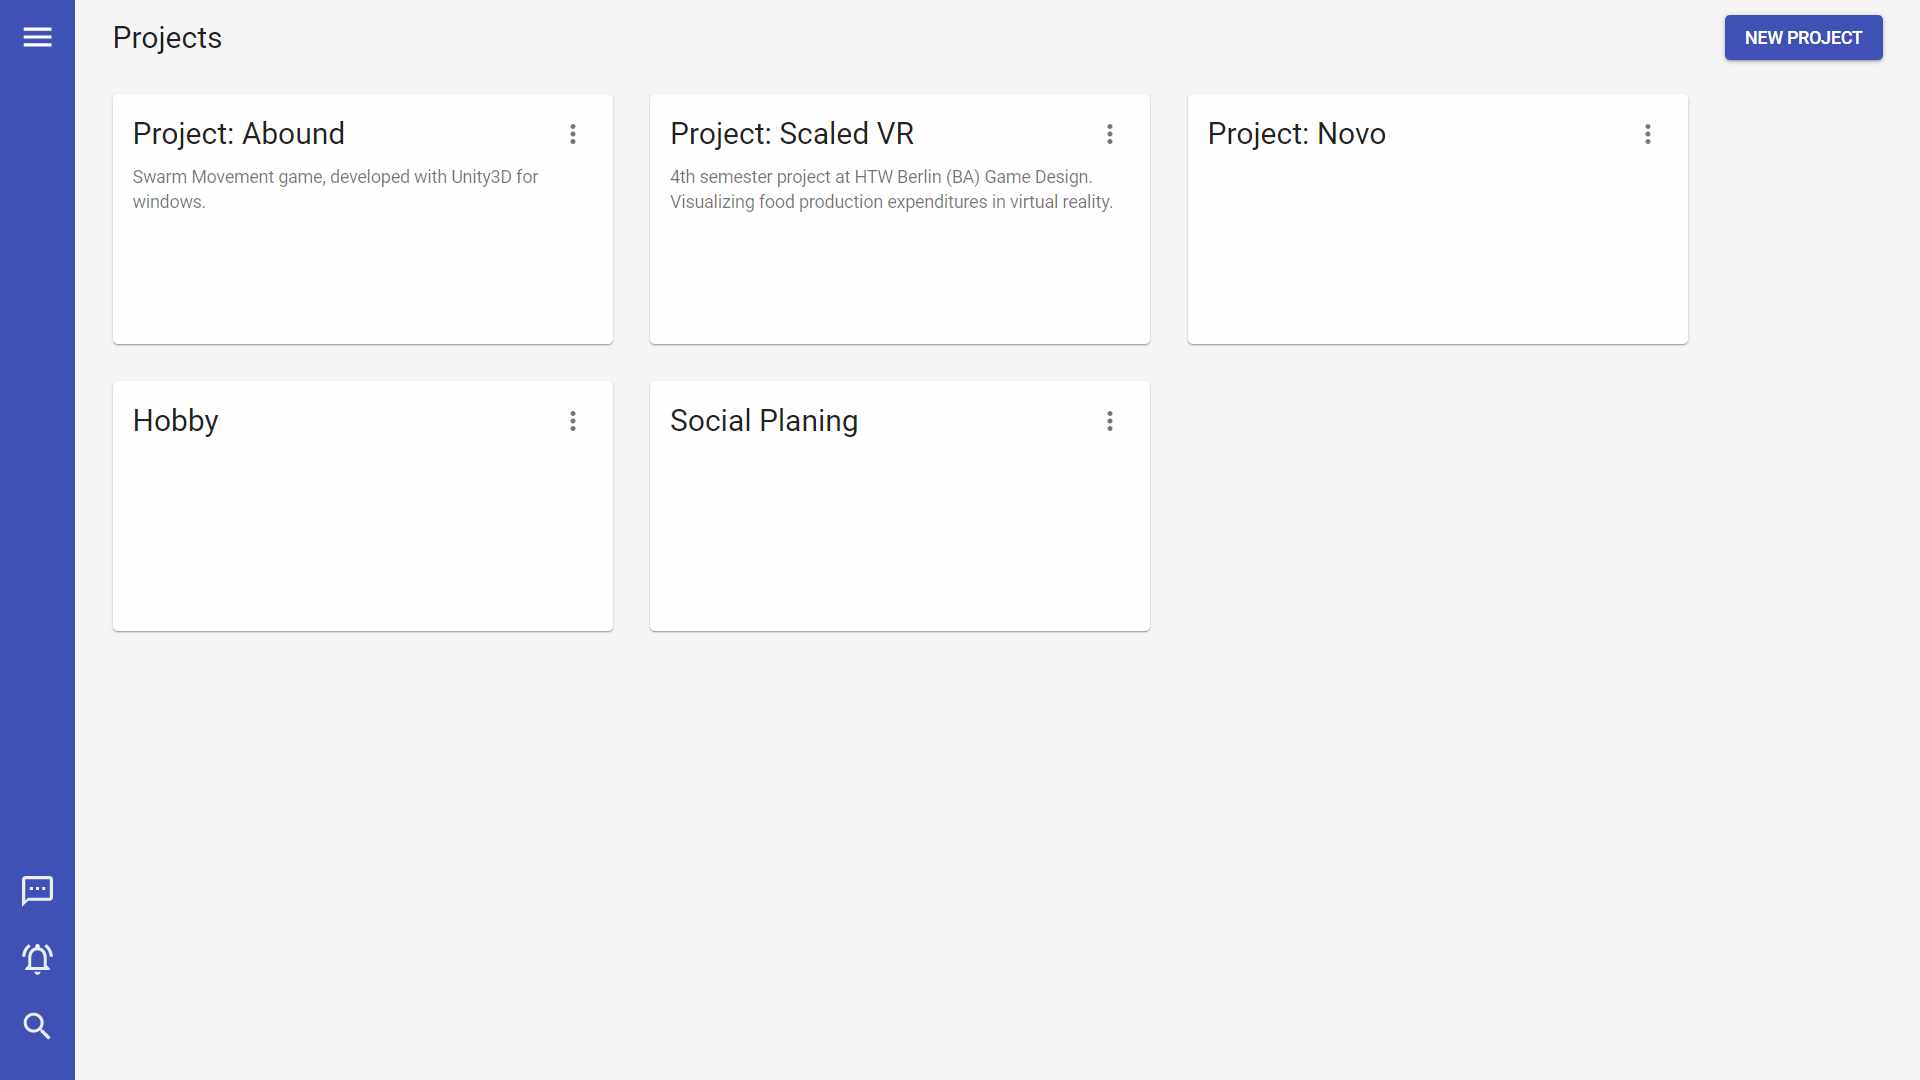 Projects
NEW PROJECT
Project: Abound
Swarm Movement game, developed with Unity3D for
windows.
Project: Scaled VR
4th semester project at HTW Berlin (BA) Game Design.
Visualizing food production expenditures in virtual reality.
Project: Novo
Hobby
Social Planing